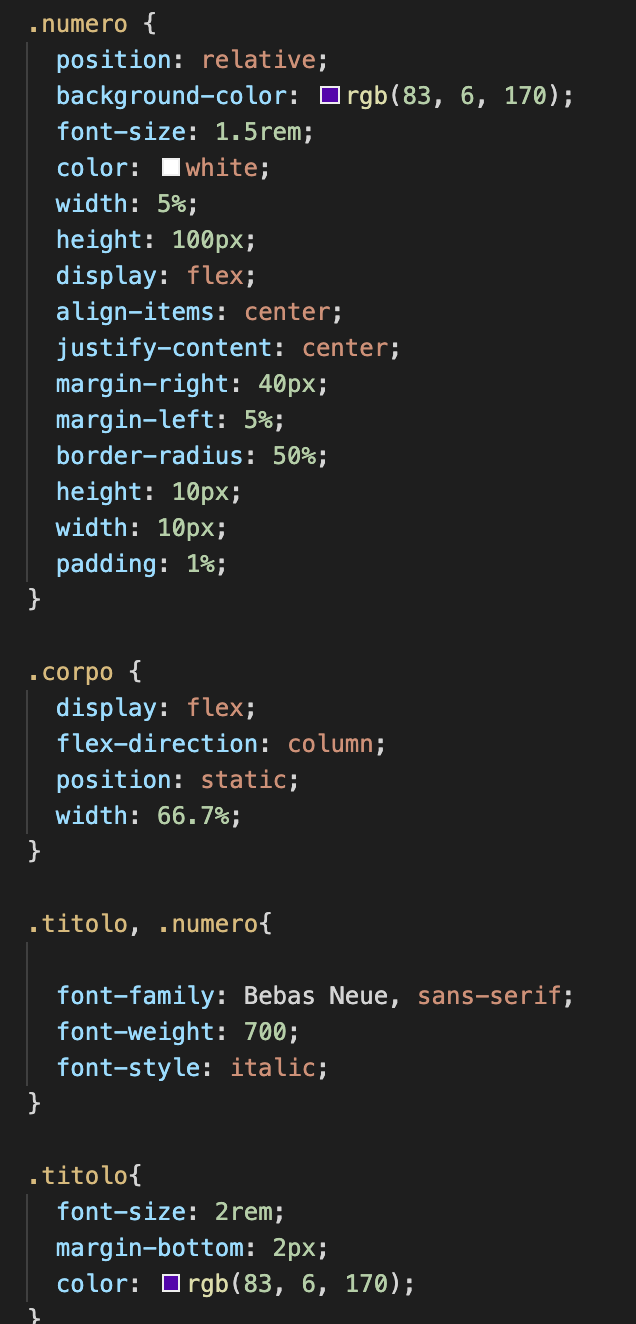 .numero {
position: relative;
background-color: rgb(83, 6, 170);
font-size: 1.5rem;
color: white;
width: 5%;
height: 100px;
display: flex;
align-items: center;
justify-content: center;
margin-right: 40px;
margin-left: 5%;
border-radius: 50%;
height: 10px;
width: 10px;
padding: 1%;
}
.corpo {
display: flex;
flex-direction: column;
position: static;
width: 66.7%;
}
.titolo, .numero{
font-family: Bebas Neue, sans-serif;
font-weight: 700;
font-style: italic;
}
.titolo{
font-size: 2rem;
margin-bottom: 2px;
color: rgb(83, 6, 170);
}